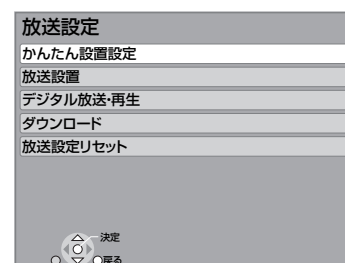 放送設定
かんたん設置設定
放送設置
デジタル放送・再生
ダウンロード
放送設定リセット
決定
戻る